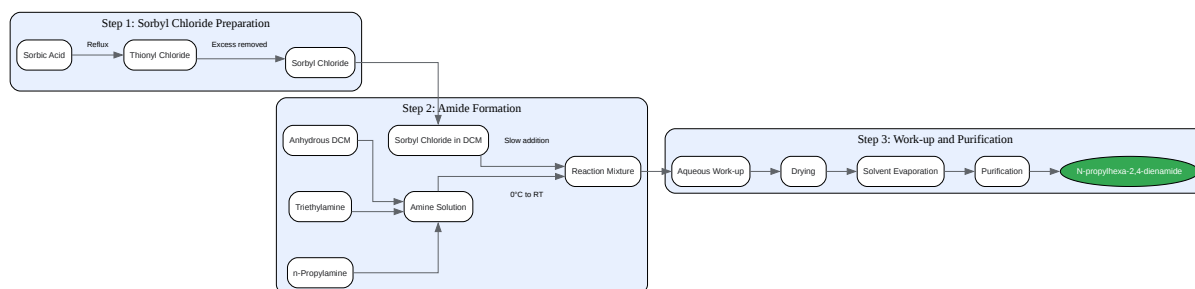 Step 1: Sorbyl Chloride Preparation
Sorbic Acid
Reflux
Thionyl Chloride
Excess removed
Sorbyl Chloride
Step 2: Amide Formation
Anhydrous DCM
Sorbyl Chloride in DCM
Slow addition
Reaction Mixture
Triethylamine
Amine Solution
0°C to RT
n-Propylamine
Step 3: Work-up and Purification
Aqueous Work-up
Drying
Solvent Evaporation
Purification
N-propylhexa-2,4-dienamide